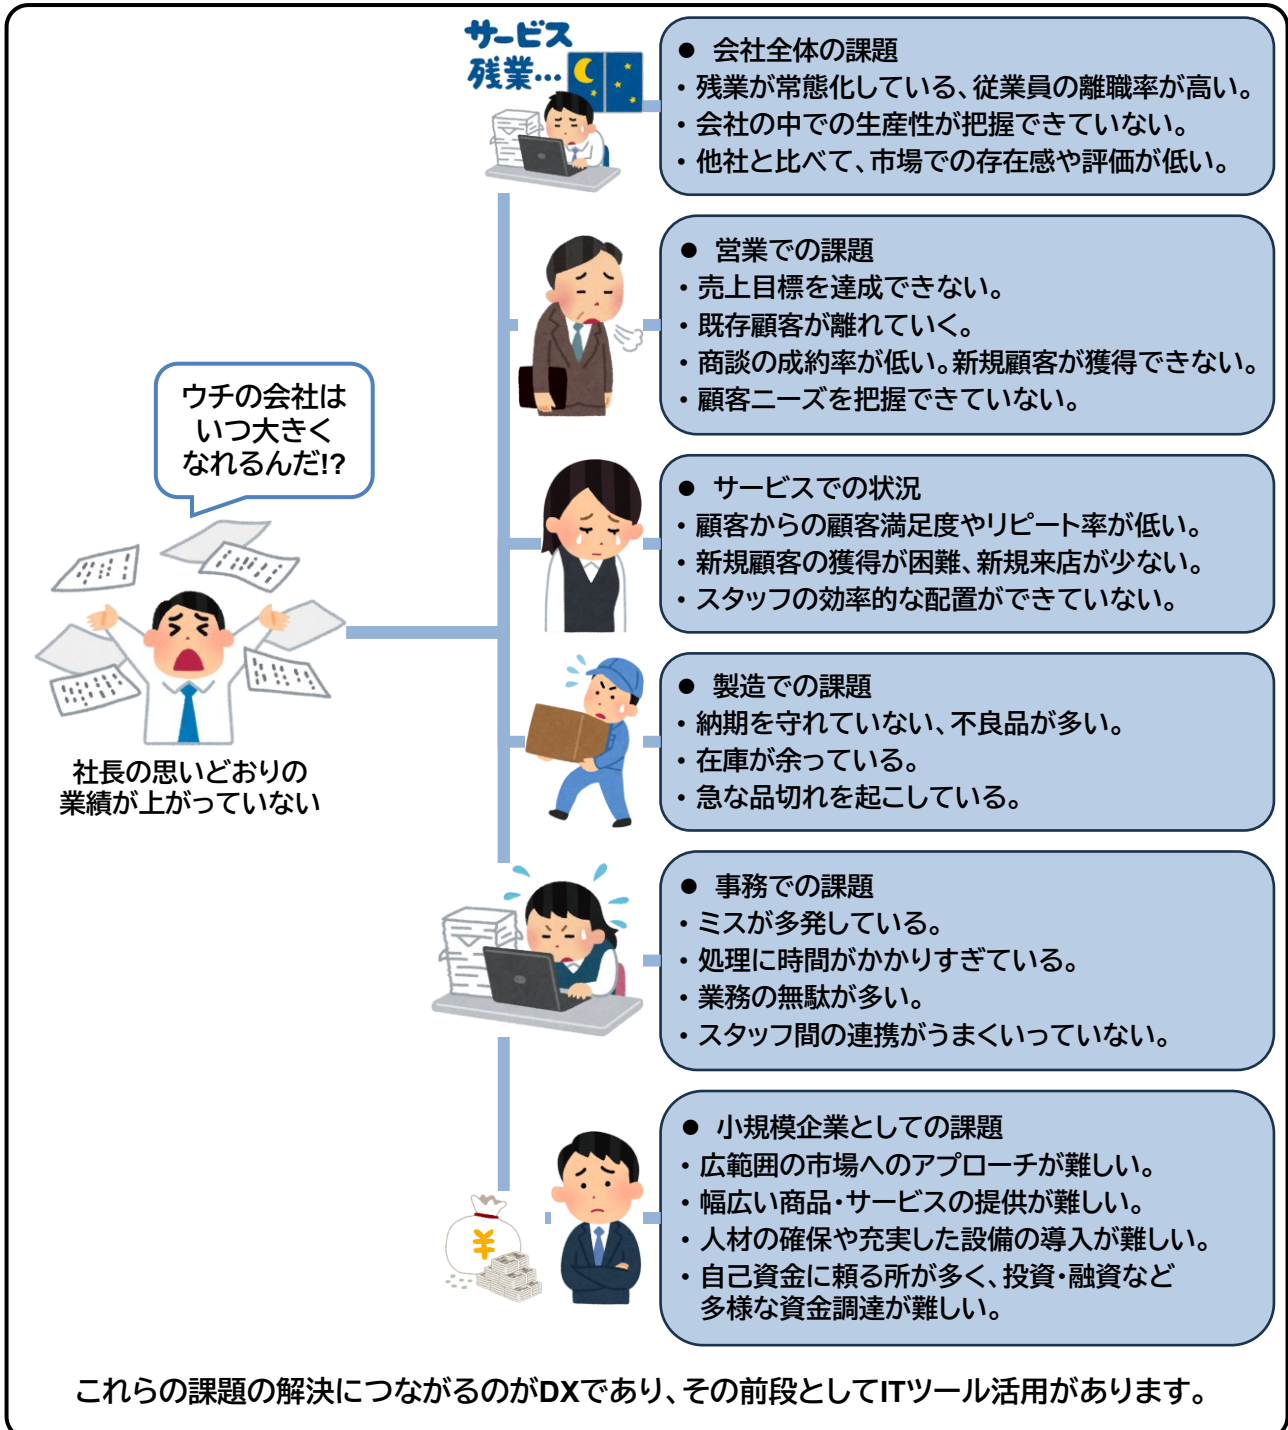 サービス
残業…
● 会社全体の課題
・残業が常態化している、従業員の離職率が高い。
・会社の中での生産性が把握できていない。
・他社と比べて、市場での存在感や評価が低い。
● 営業での課題
・売上目標を達成できない。
・既存顧客が離れていく。
・商談の成約率が低い。新規顧客が獲得できない。
・顧客ニーズを把握できていない。
ウチの会社は
いつ大きく
なれるんだ!?
社長の思いどおりの
業績が上がっていない
● サービスでの状況
・顧客からの顧客満足度やリピート率が低い。
・新規顧客の獲得が困難、新規来店が少ない。
・スタッフの効率的な配置ができていない。
● 製造での課題
・納期を守れていない、不良品が多い。
・在庫が余っている。
・急な品切れを起こしている。
● 事務での課題
・ミスが多発している。
・処理に時間がかかりすぎている。
・業務の無駄が多い。
・スタッフ間の連携がうまくいっていない。
¥
● 小規模企業としての課題
・広範囲の市場へのアプローチが難しい。
・幅広い商品・サービスの提供が難しい。
・人材の確保や充実した設備の導入が難しい。
・自己資金に頼る所が多く、投資・融資など
多様な資金調達が難しい。
これらの課題の解決につながるのがDXであり、その前段としてITツール活用があります。